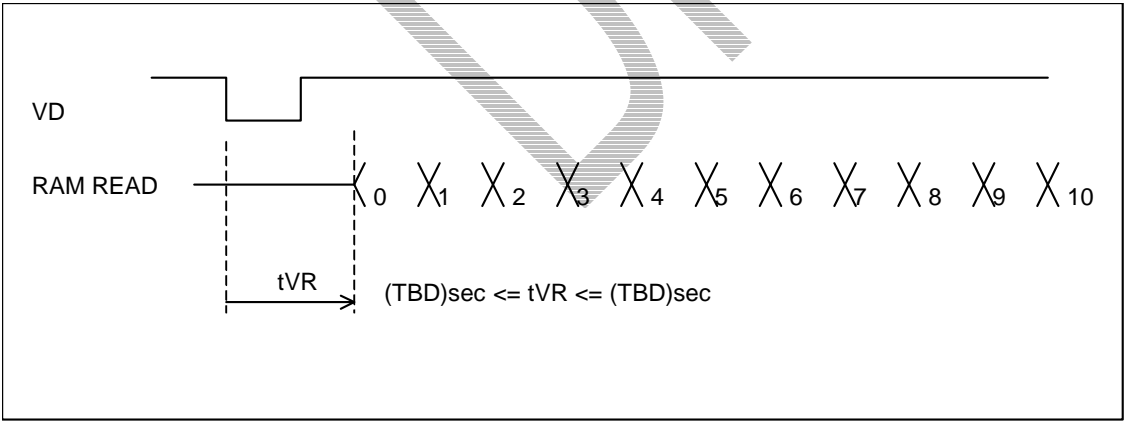 VD
RAM READ
0 1 2 3 4 5 6 7 8 9 10
tVR
(TBD)sec <= tVR <= (TBD)sec